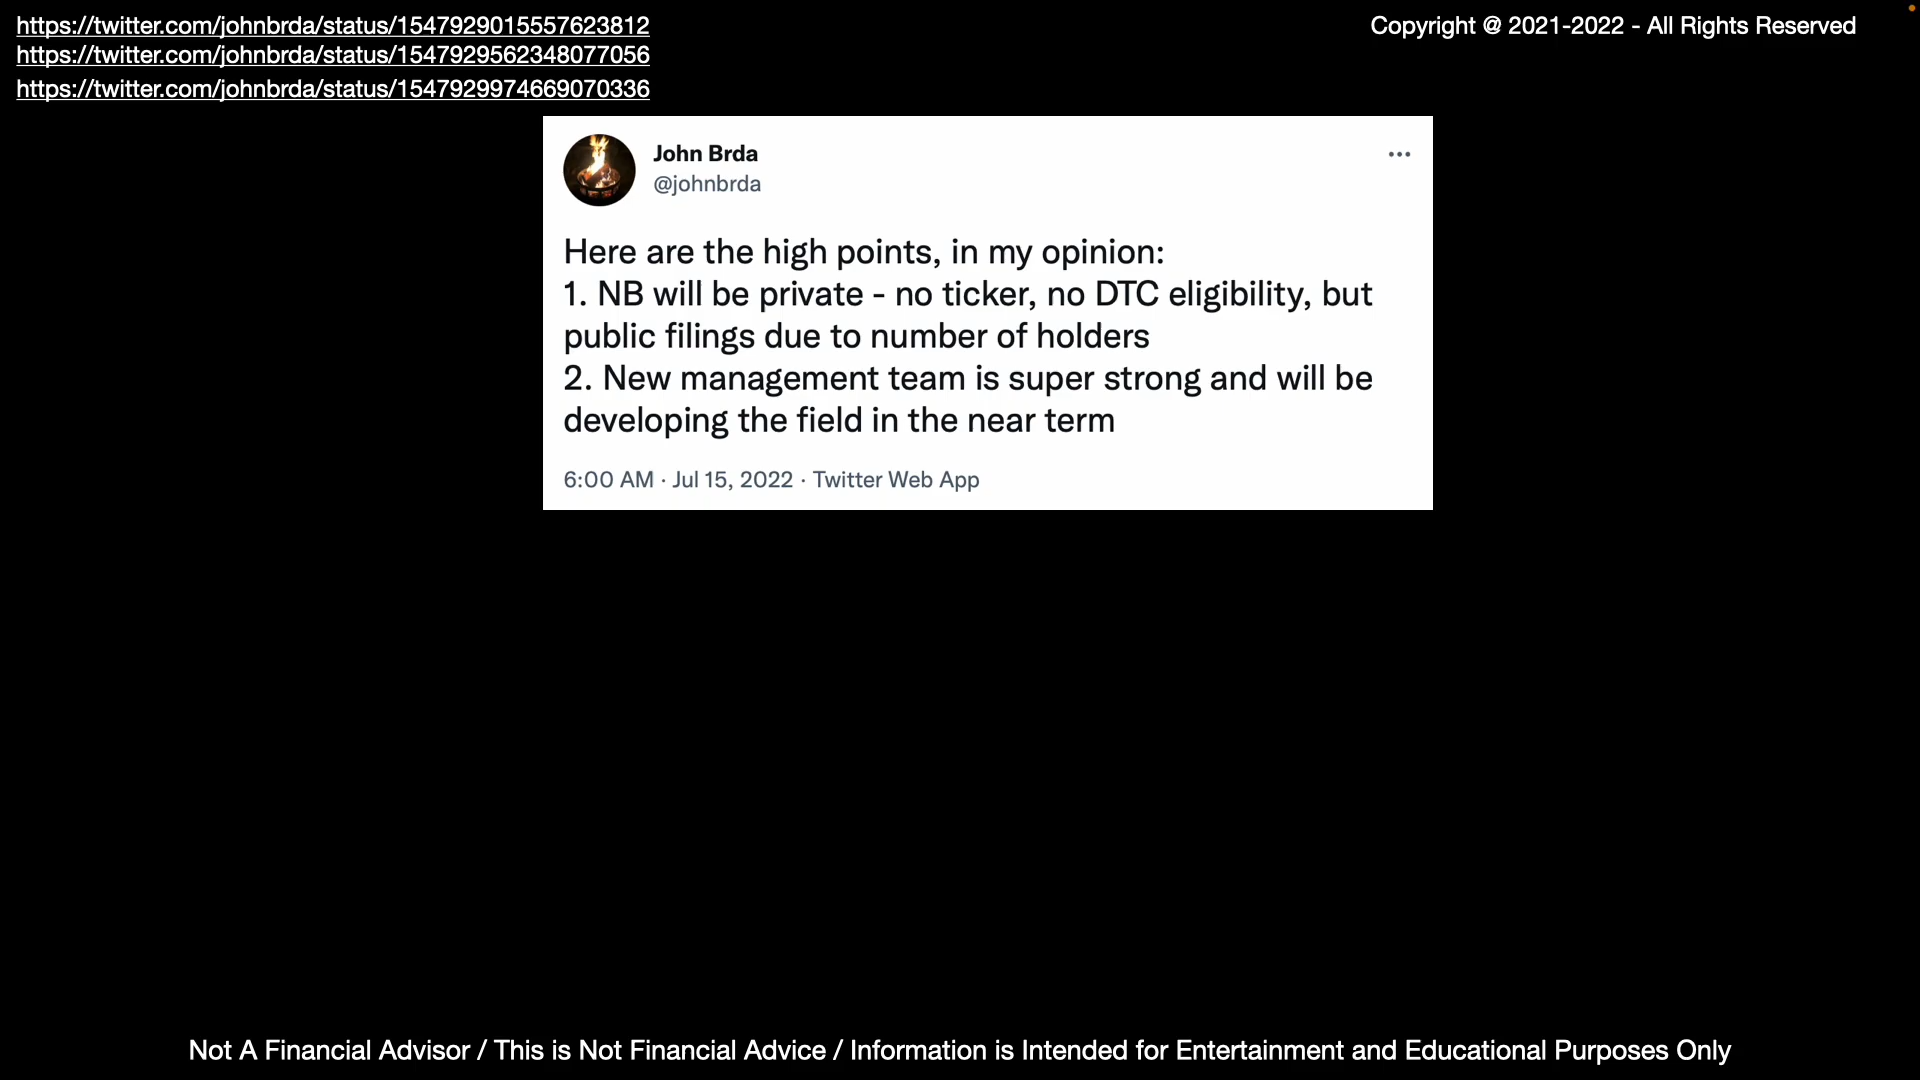 https://twitter.com/johnbrda/status/1547929015557623812
https://twitter.com/johnbrda/status/1547929562348077056
https://twitter.com/johnbrda/status/1547929974669070336
Copyright @ 2021-2022 - All Rights Reserved
John Brda
@johnbrda
Here are the high points, in my opinion:
1. NB will be private - no ticker, no DTC eligibility, but
public filings due to number of holders
2. New management team is super strong and will be
developing the field in the near term
6:00 AM · Jul 15, 2022 · Twitter Web App
Not A Financial Advisor / This is Not Financial Advice / Information is Intended for Entertainment and Educational Purposes Only